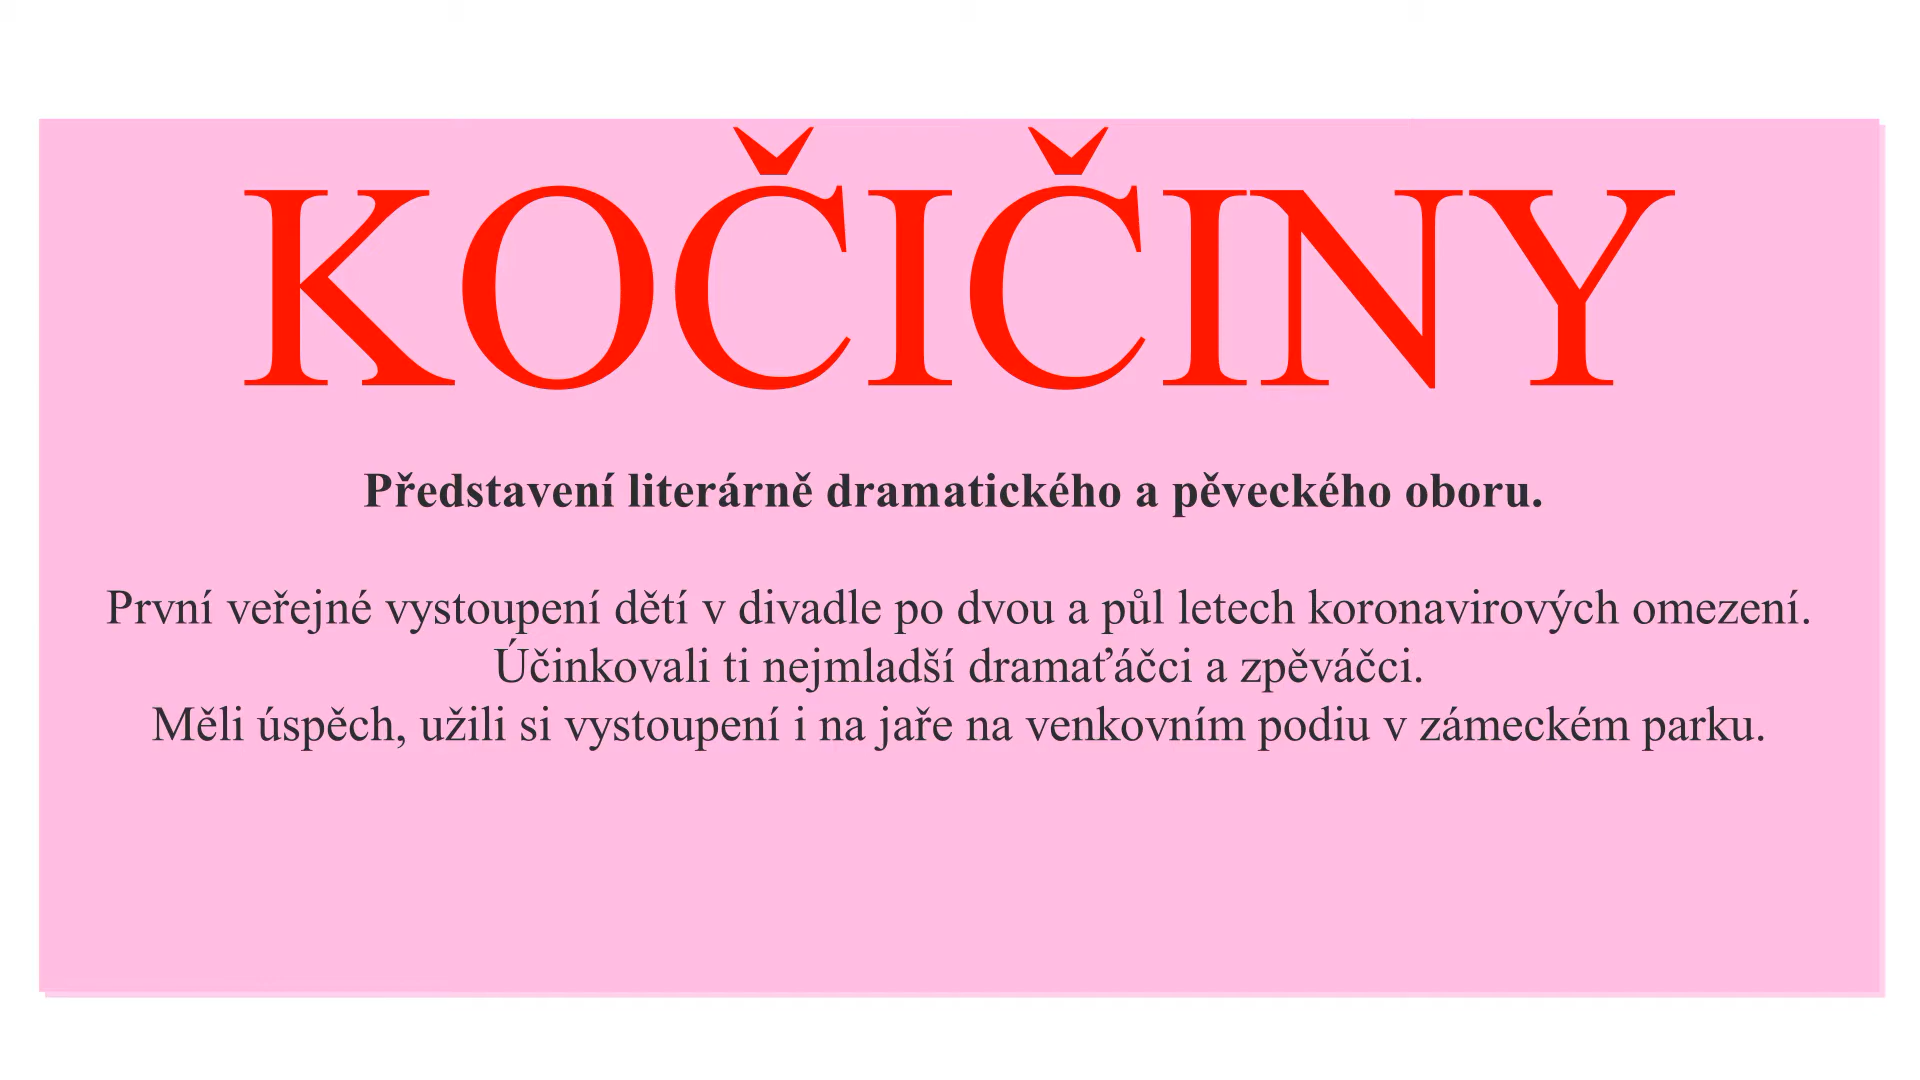 KOČIČINY
Představení literárně dramatického a pěveckého oboru.
První veřejné vystoupení dětí v divadle po dvou a půl letech koronavirových omezení.
Účinkovali ti nejmladší dramaťáčci a zpěváčci.
Měli úspěch, užili si vystoupení i na jaře na venkovním podiu v zámeckém parku.